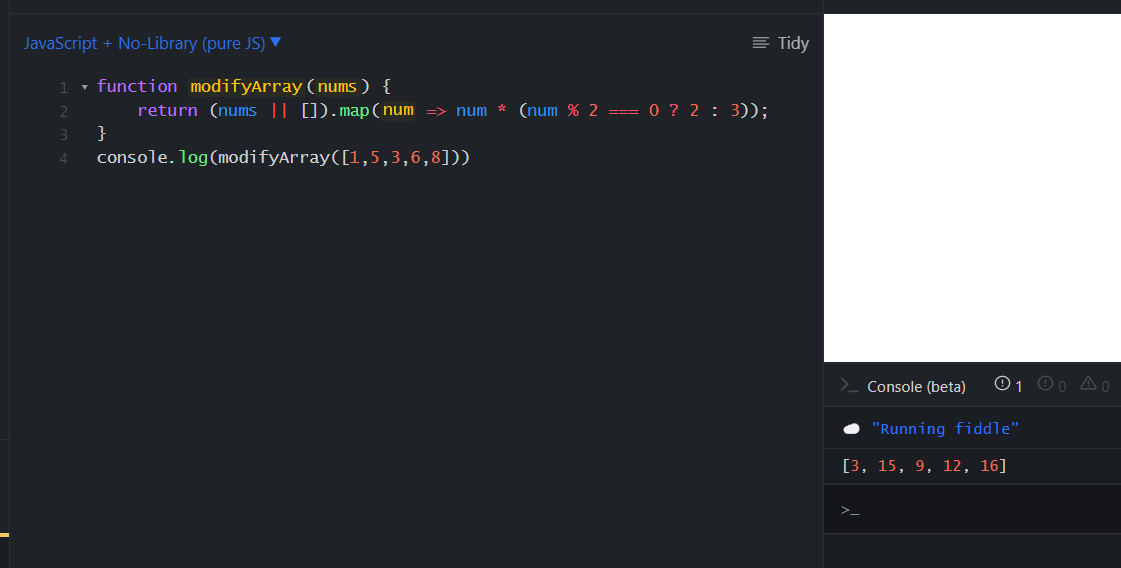 JavaScript + No-Library (pure JS) ▼
Tidy
1 ▾ function modifyArray(nums) {
2     return (nums || []).map(num => num * (num % 2 === 0 ? 2 : 3));
3 }
4 console.log(modifyArray([1,5,3,6,8]))
>_ Console (beta) 1 0 0
☁️ "Running fiddle"
[3, 15, 9, 12, 16]
>_